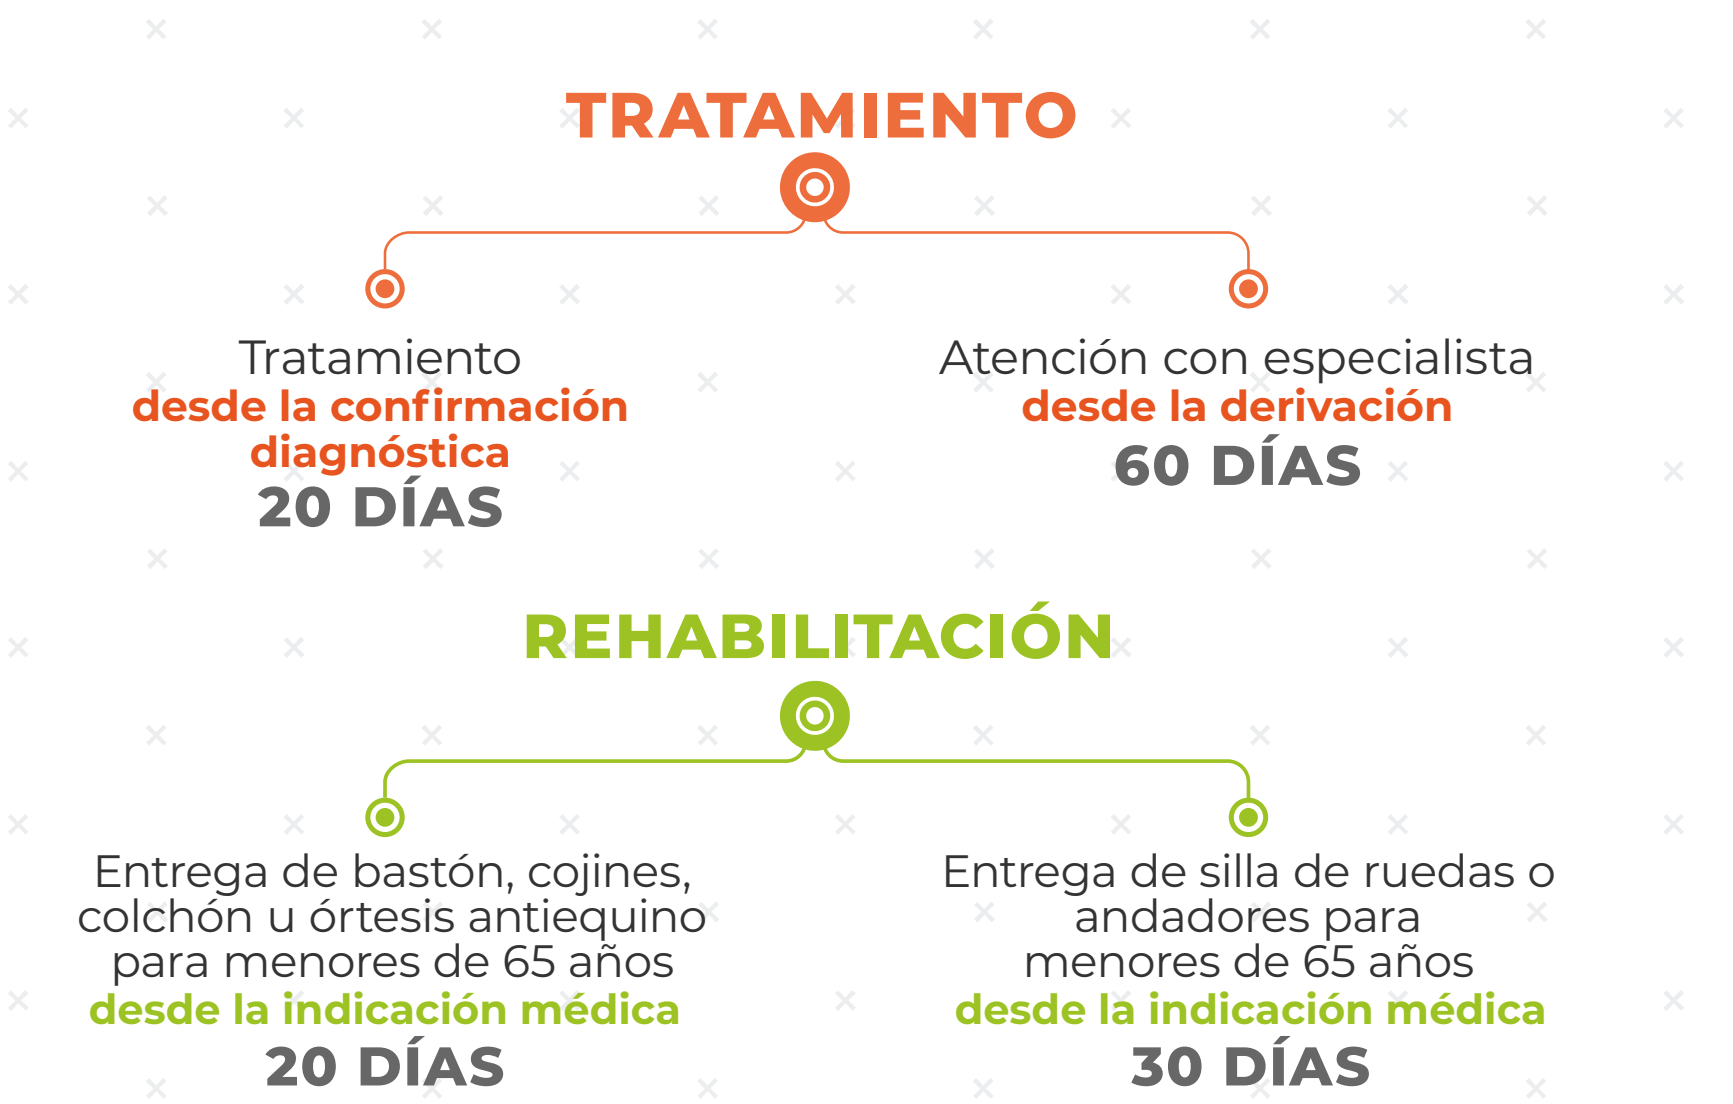 TRATAMIENTO
Tratamiento
desde la confirmación
diagnóstica
20 DÍAS
Atención con especialista
desde la derivación
60 DÍAS
REHABILITACIÓN
Entrega de bastón, cojines,
colchón u órtesis antiequino
para menores de 65 años
desde la indicación médica
20 DÍAS
Entrega de silla de ruedas o
andadores para
menores de 65 años
desde la indicación médica
30 DÍAS